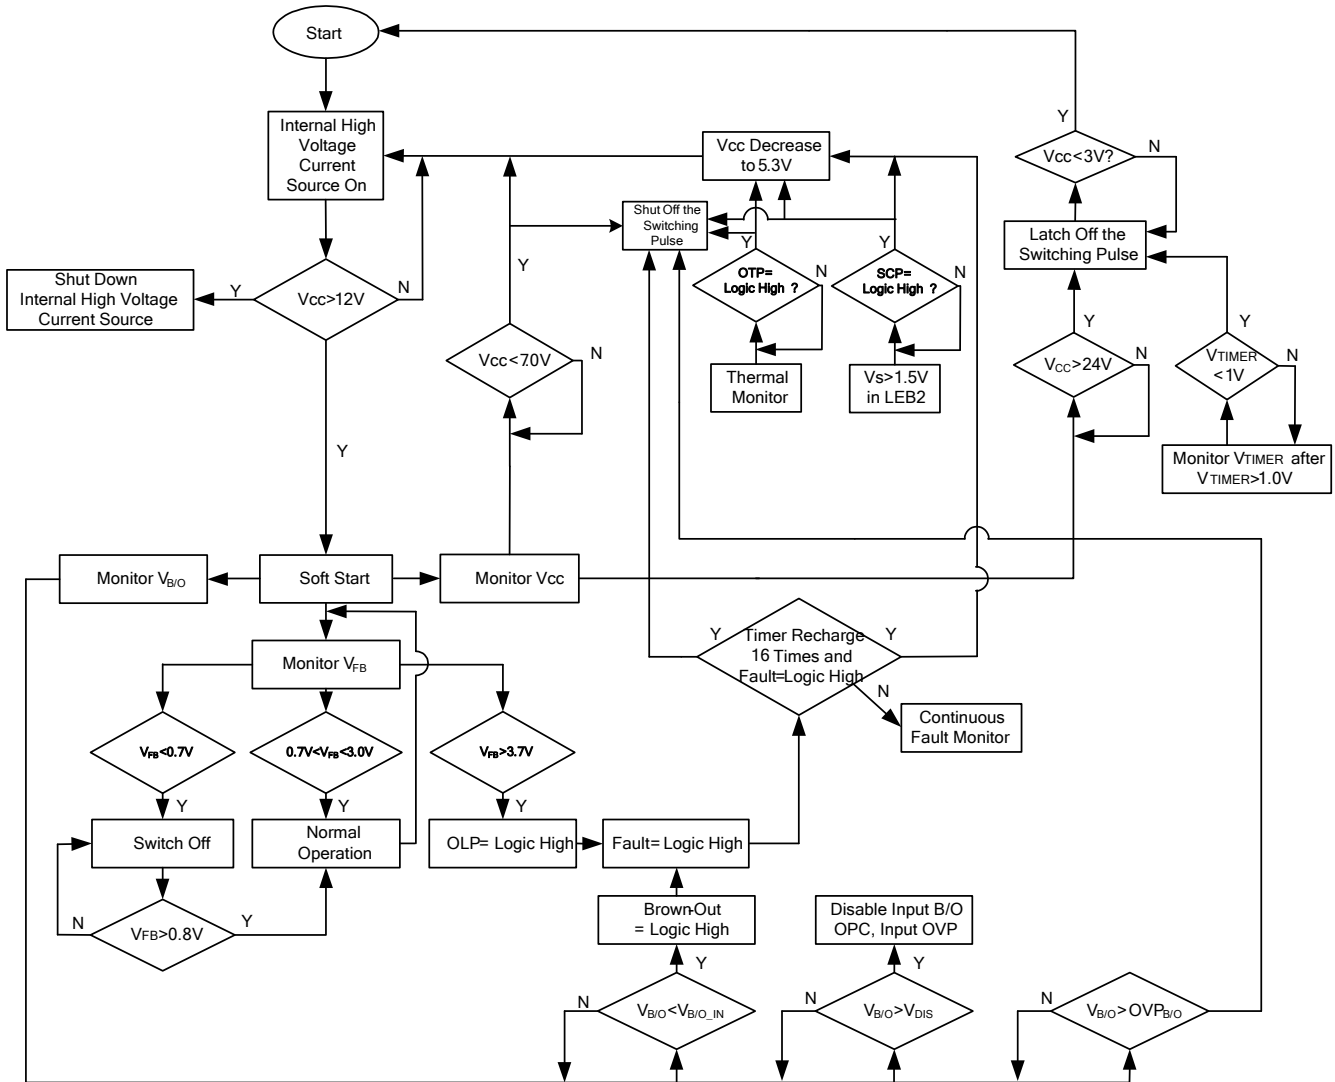 Start
Internal High
Voltage
Current
Source On
Vcc Decrease
to 5.3V
Y
Vcc<3V?
N
Shut Off the
Switching
Pulse
Latch Off the
Switching Pulse
Y
Y
Y
OTP=
Logic High ?
N
SCP=
Logic High ?
N
Shut Down
Internal High Voltage
Current Source
Y
Vcc>12V
N
Y
Vcc<7.0V
N
Thermal
Monitor
Vs>1.5V
in LEB2
Y
VCC>24V
N
Y
VTIMER
<1V
N
Monitor VTIMER after
VTIMER>1.0V
Y
Monitor VB/O
Soft Start
Monitor Vcc
Monitor VFB
Y
Timer Recharge
16 Times and
Fault=Logic High
Y
N
Continuous
Fault Monitor
VFB<0.7V
0.7V<VFB<3.0V
VFB>3.7V
Y
Y
Y
Switch Off
Normal
Operation
OLP= Logic High
Fault= Logic High
N
VFB>0.8V
Y
Brown-Out
= Logic High
Disable Input B/O
OPC, Input OVP
Y
Y
N
VB/O<VB/O_IN
N
VB/O>VDIS
N
VB/O>OVPB/O
Y